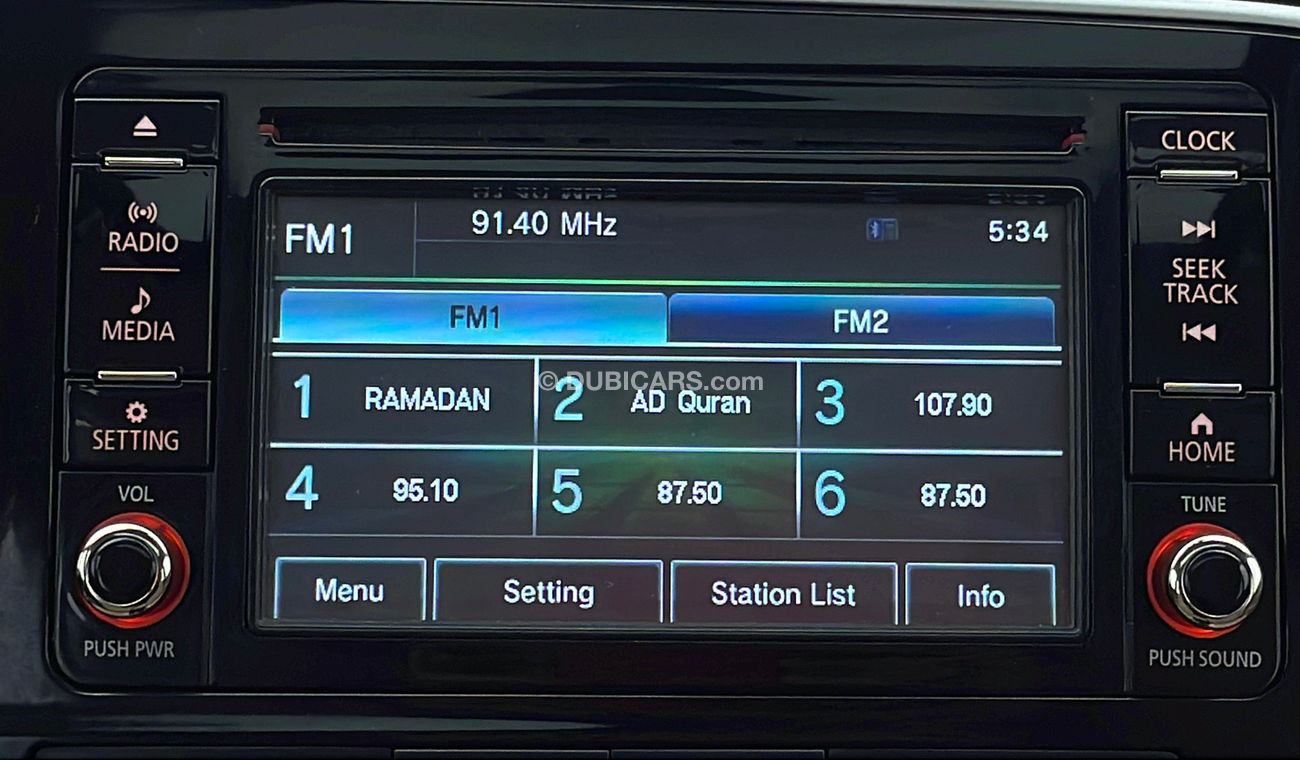 CLOCK
RADIO
MEDIA
SETTING
VOL
PUSH PWR
FM1
91.40 MHz
5:34
FM1
FM2
1 RAMADAN
2 AD Quran
3 107.90
4 95.10
5 87.50
6 87.50
Menu
Setting
Station List
Info
SEEK
TRACK
HOME
TUNE
PUSH SOUND
© DUBICARS.com